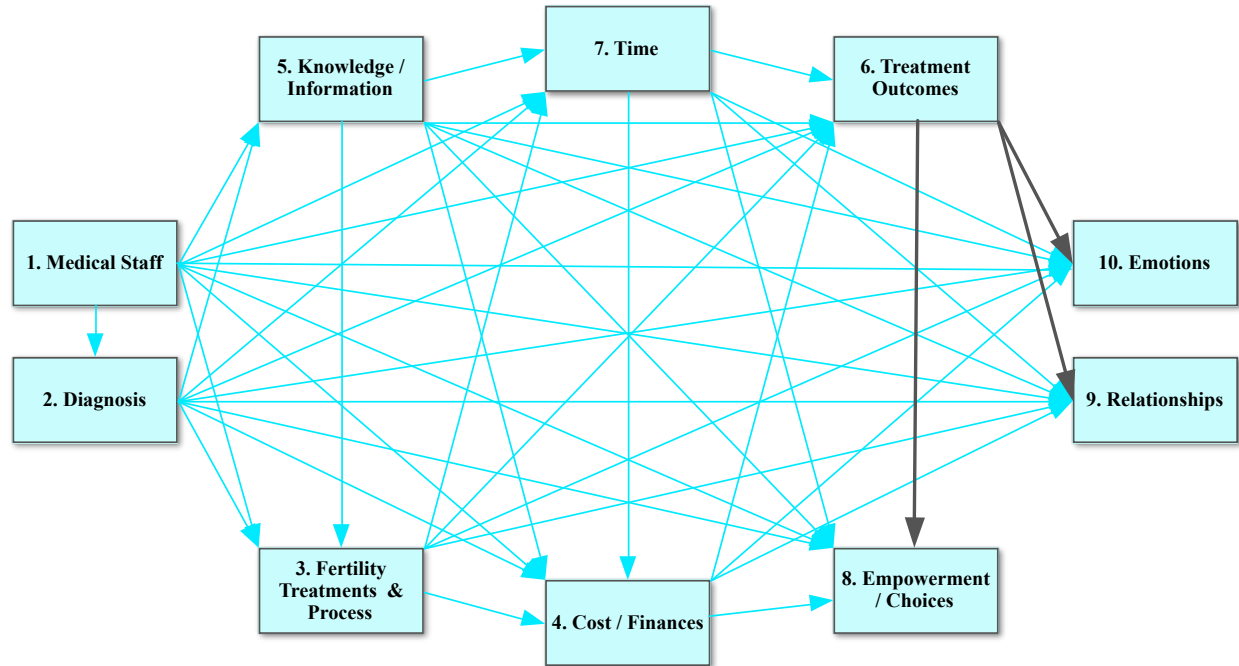 7. Time
5. Knowledge /
Information
6. Treatment
Outcomes
1. Medical Staff
10. Emotions
2. Diagnosis
9. Relationships
3. Fertility
Treatments &
Process
4. Cost / Finances
8. Empowerment
/ Choices